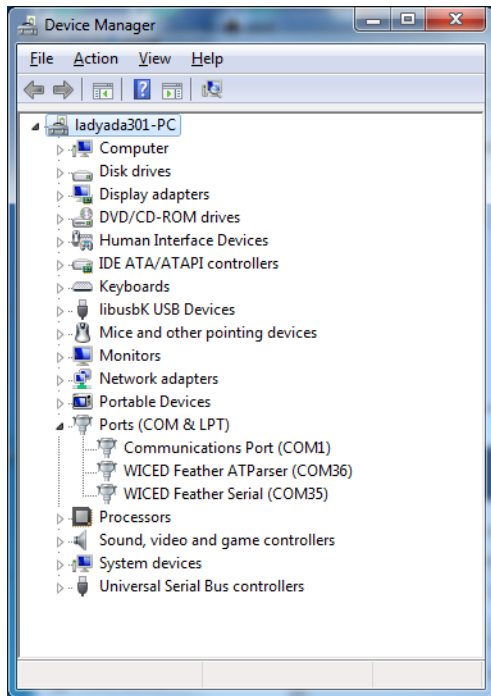 Device Manager
File Action View Help
ladyada301-PC
Computer
Disk drives
Display adapters
DVD/CD-ROM drives
Human Interface Devices
IDE ATA/ATAPI controllers
Keyboards
libusbK USB Devices
Mice and other pointing devices
Monitors
Network adapters
Portable Devices
Ports (COM & LPT)
Communications Port (COM1)
WICED Feather ATParser (COM36)
WICED Feather Serial (COM35)
Processors
Sound, video and game controllers
System devices
Universal Serial Bus controllers